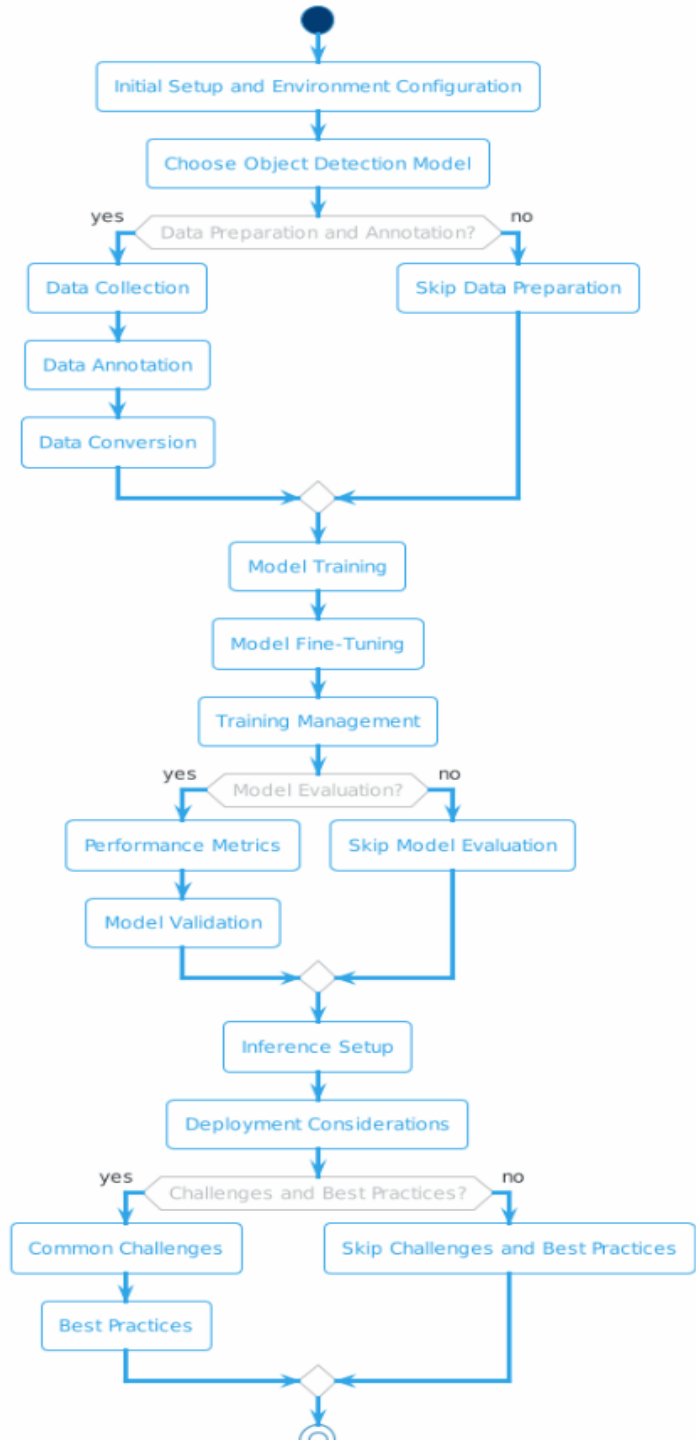 Initial Setup and Environment Configuration
Choose Object Detection Model
yes
Data Preparation and Annotation?
no
Data Collection
Skip Data Preparation
Data Annotation
Data Conversion
Model Training
Model Fine-Tuning
Training Management
yes
Model Evaluation?
no
Performance Metrics
Skip Model Evaluation
Model Validation
Inference Setup
Deployment Considerations
yes
Challenges and Best Practices?
no
Common Challenges
Skip Challenges and Best Practices
Best Practices